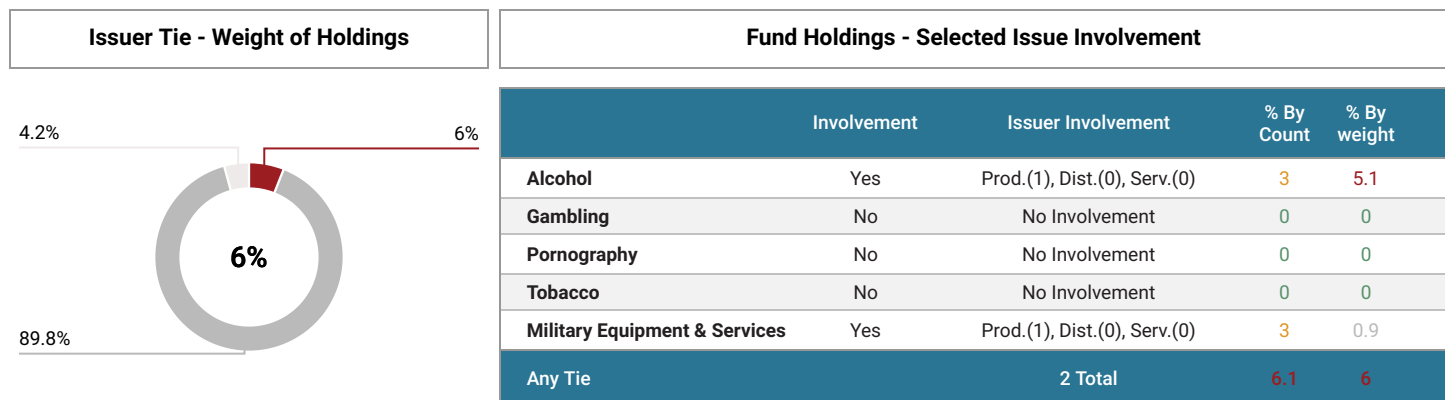 Issuer Tie - Weight of Holdings
Fund Holdings - Selected Issue Involvement
4.2%
6%
6%
89.8%
Involvement Issuer Involvement % By Count % By weight
Alcohol Yes Prod.(1), Dist.(0), Serv.(0) 3 5.1
Gambling No No Involvement 0 0
Pornography No No Involvement 0 0
Tobacco No No Involvement 0 0
Military Equipment & Services Yes Prod.(1), Dist.(0), Serv.(0) 3 0.9
Any Tie 2 Total 6.1 6